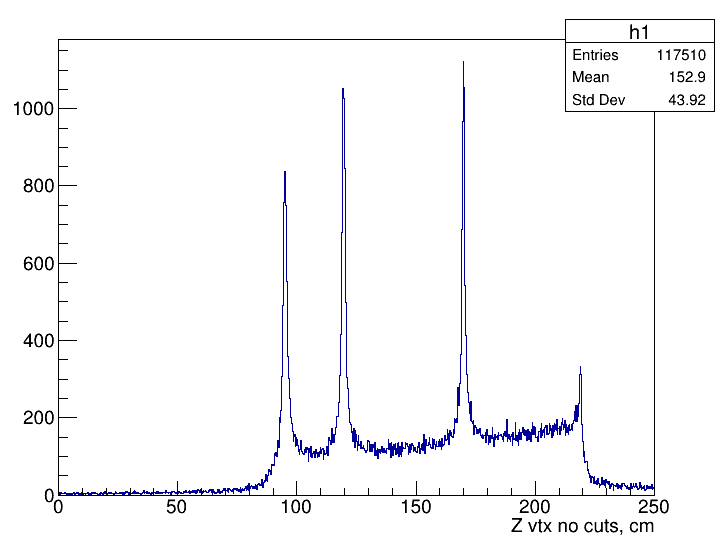 h1
Entries 117510
Mean 152.9
Std Dev 43.92
1000
800
600
400
200
0
0 50 100 150 200 250
Z vtx no cuts, cm